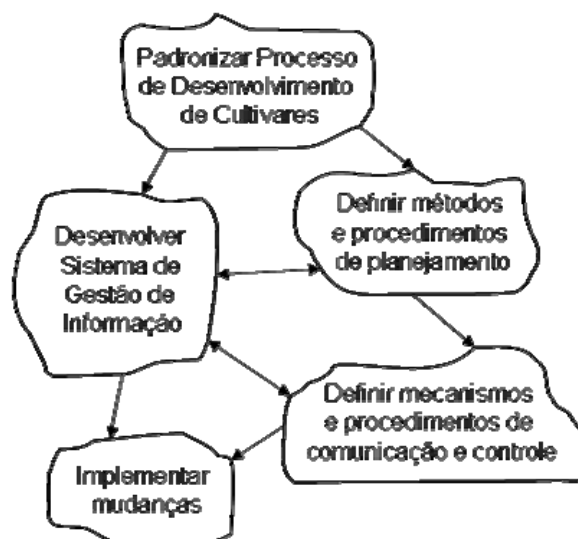 Padronizar Processo
de Desenvolvimento
de Cultivares
Desenvolver
Sistema de
Gestão de
Informação
Definir métodos
e procedimentos
de planejamento
Definir mecanismos
e procedimentos de
comunicação e controle
Implementar
mudanças